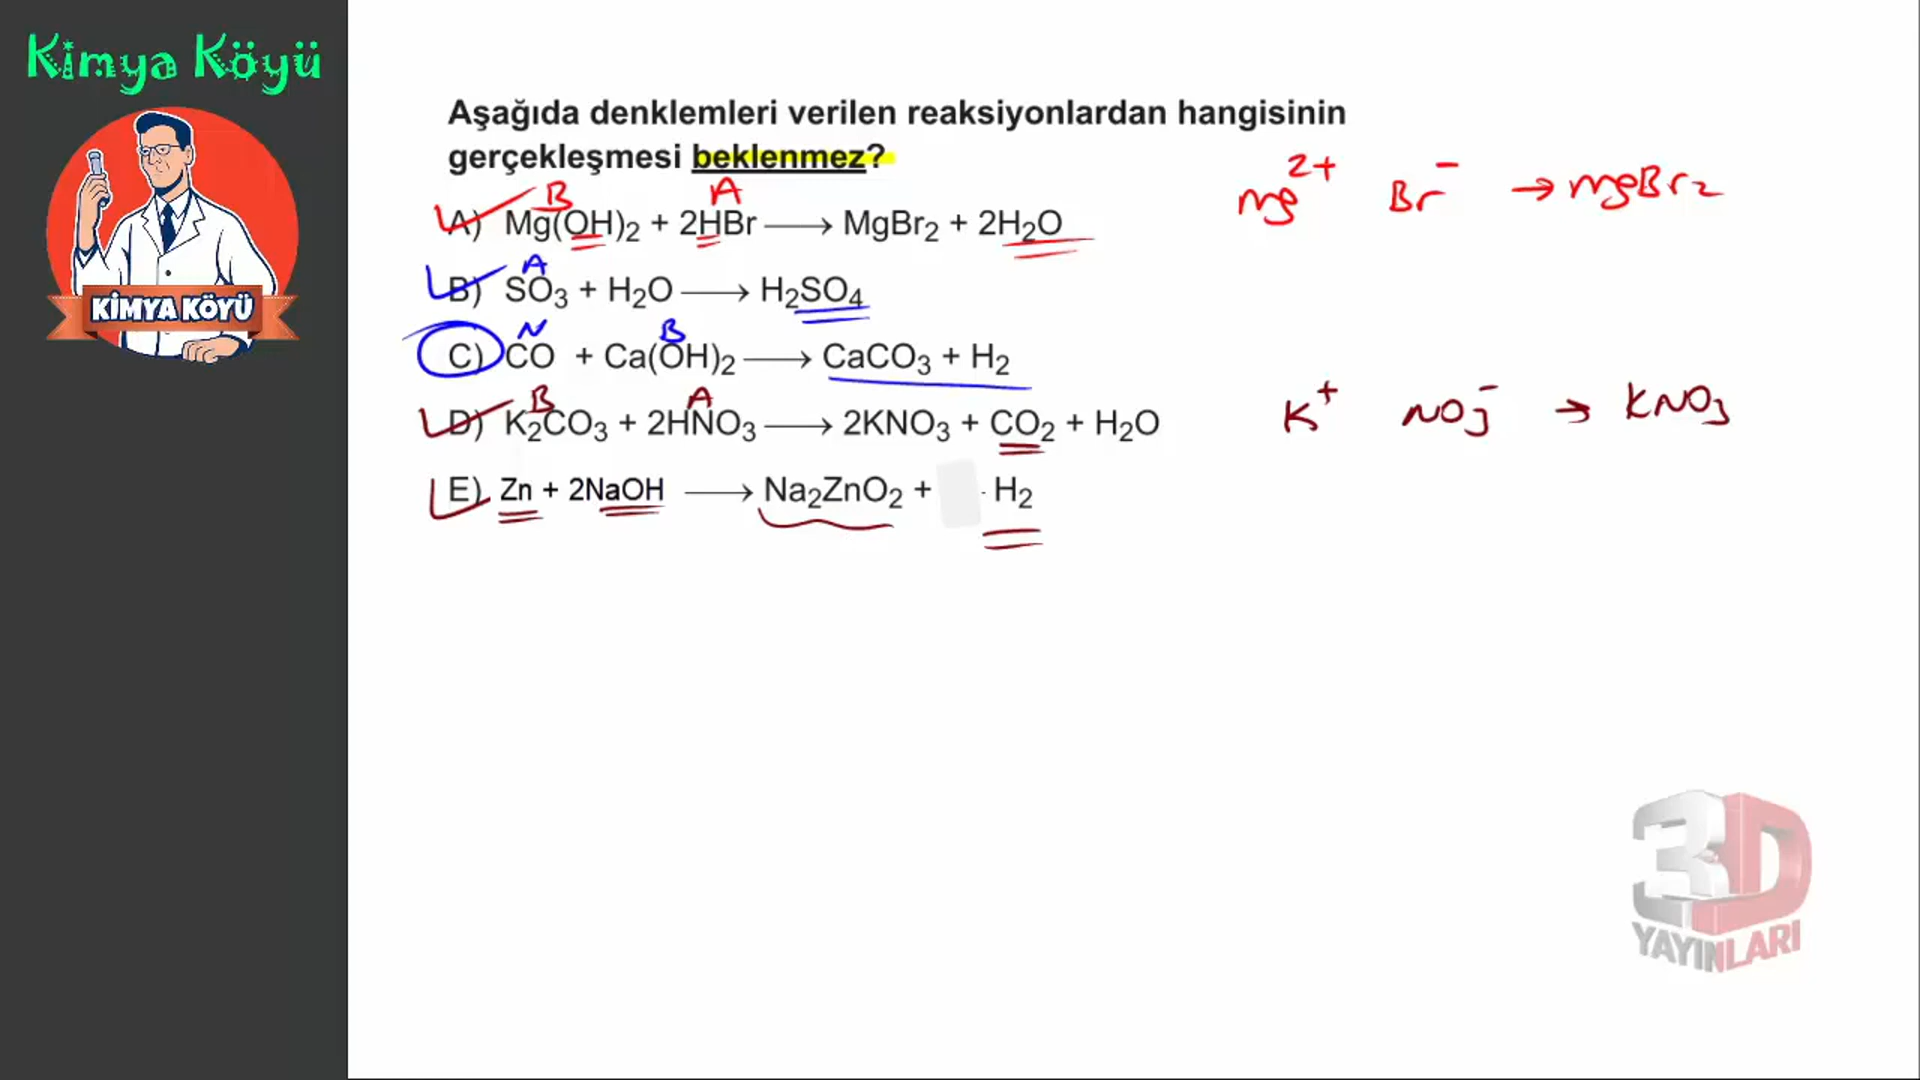 Kimya Köyü
KİMYA KÖYÜ
Aşağıda denklemleri verilen reaksiyonlardan hangisinin
gerçekleşmesi beklenmez?
B A
A) Mg(OH)₂ + 2HBr ⟶ MgBr₂ + 2H₂O
Mg²⁺ Br⁻ → MgBr₂
A
B) SO₃ + H₂O ⟶ H₂SO₄
N B
C) CO + Ca(OH)₂ ⟶ CaCO₃ + H₂
B A
D) K₂CO₃ + 2HNO₃ ⟶ 2KNO₃ + CO₂ + H₂O
K⁺ NO₃⁻ → KNO₃
E) Zn + 2NaOH ⟶ Na₂ZnO₂ + H₂
3D
YAYINLARI